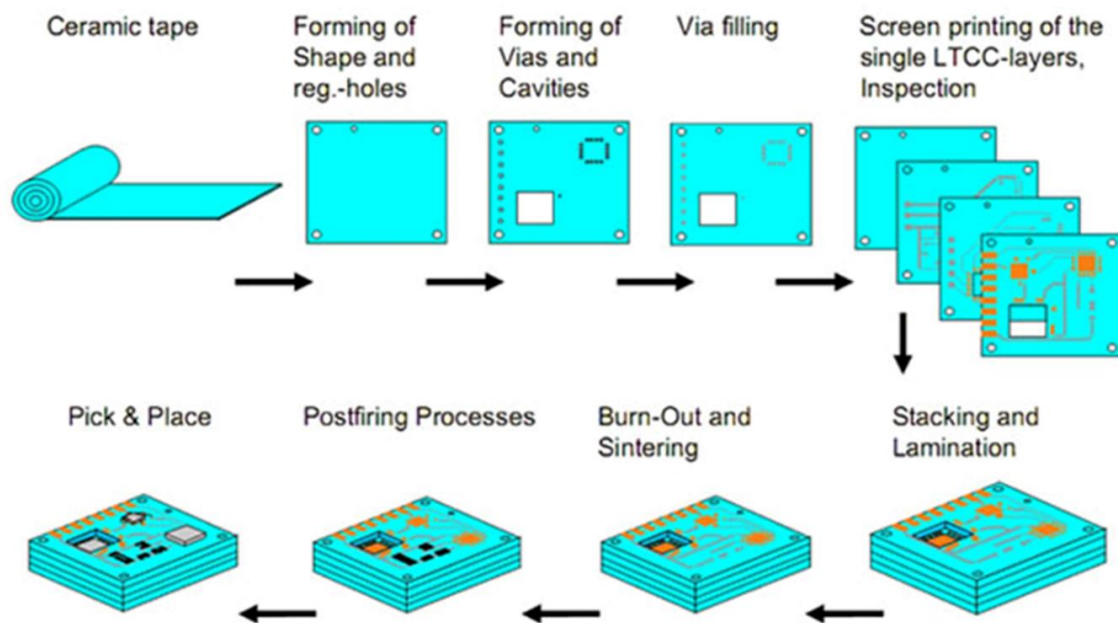 Ceramic tape
Forming of
Shape and
reg.-holes
Forming of
Vias and
Cavities
Via filling
Screen printing of the
single LTCC-layers,
Inspection
Pick & Place
Postfiring Processes
Burn-Out and
Sintering
Stacking and
Lamination